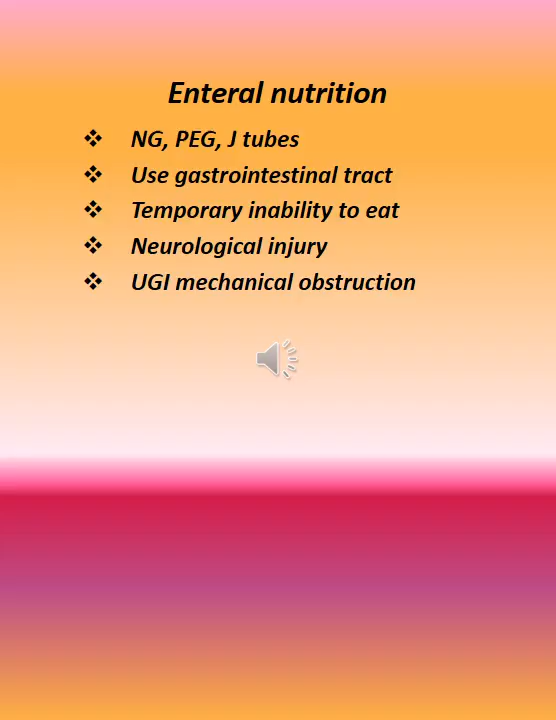 Enteral nutrition
❖ NG, PEG, J tubes
❖ Use gastrointestinal tract
❖ Temporary inability to eat
❖ Neurological injury
❖ UGI mechanical obstruction